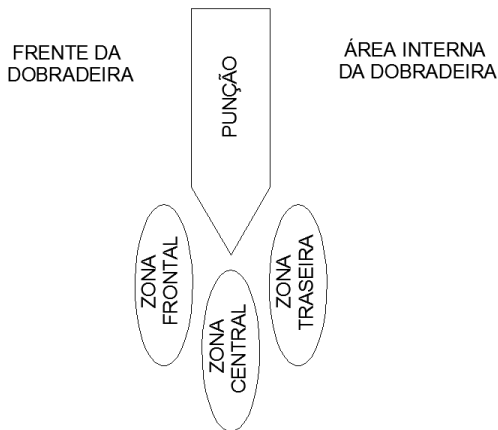 FRENTE DA
DOBRADEIRA
PUNÇÃO
ÁREA INTERNA
DA DOBRADEIRA
ZONA
FRONTAL
ZONA
CENTRAL
ZONA
TRASEIRA